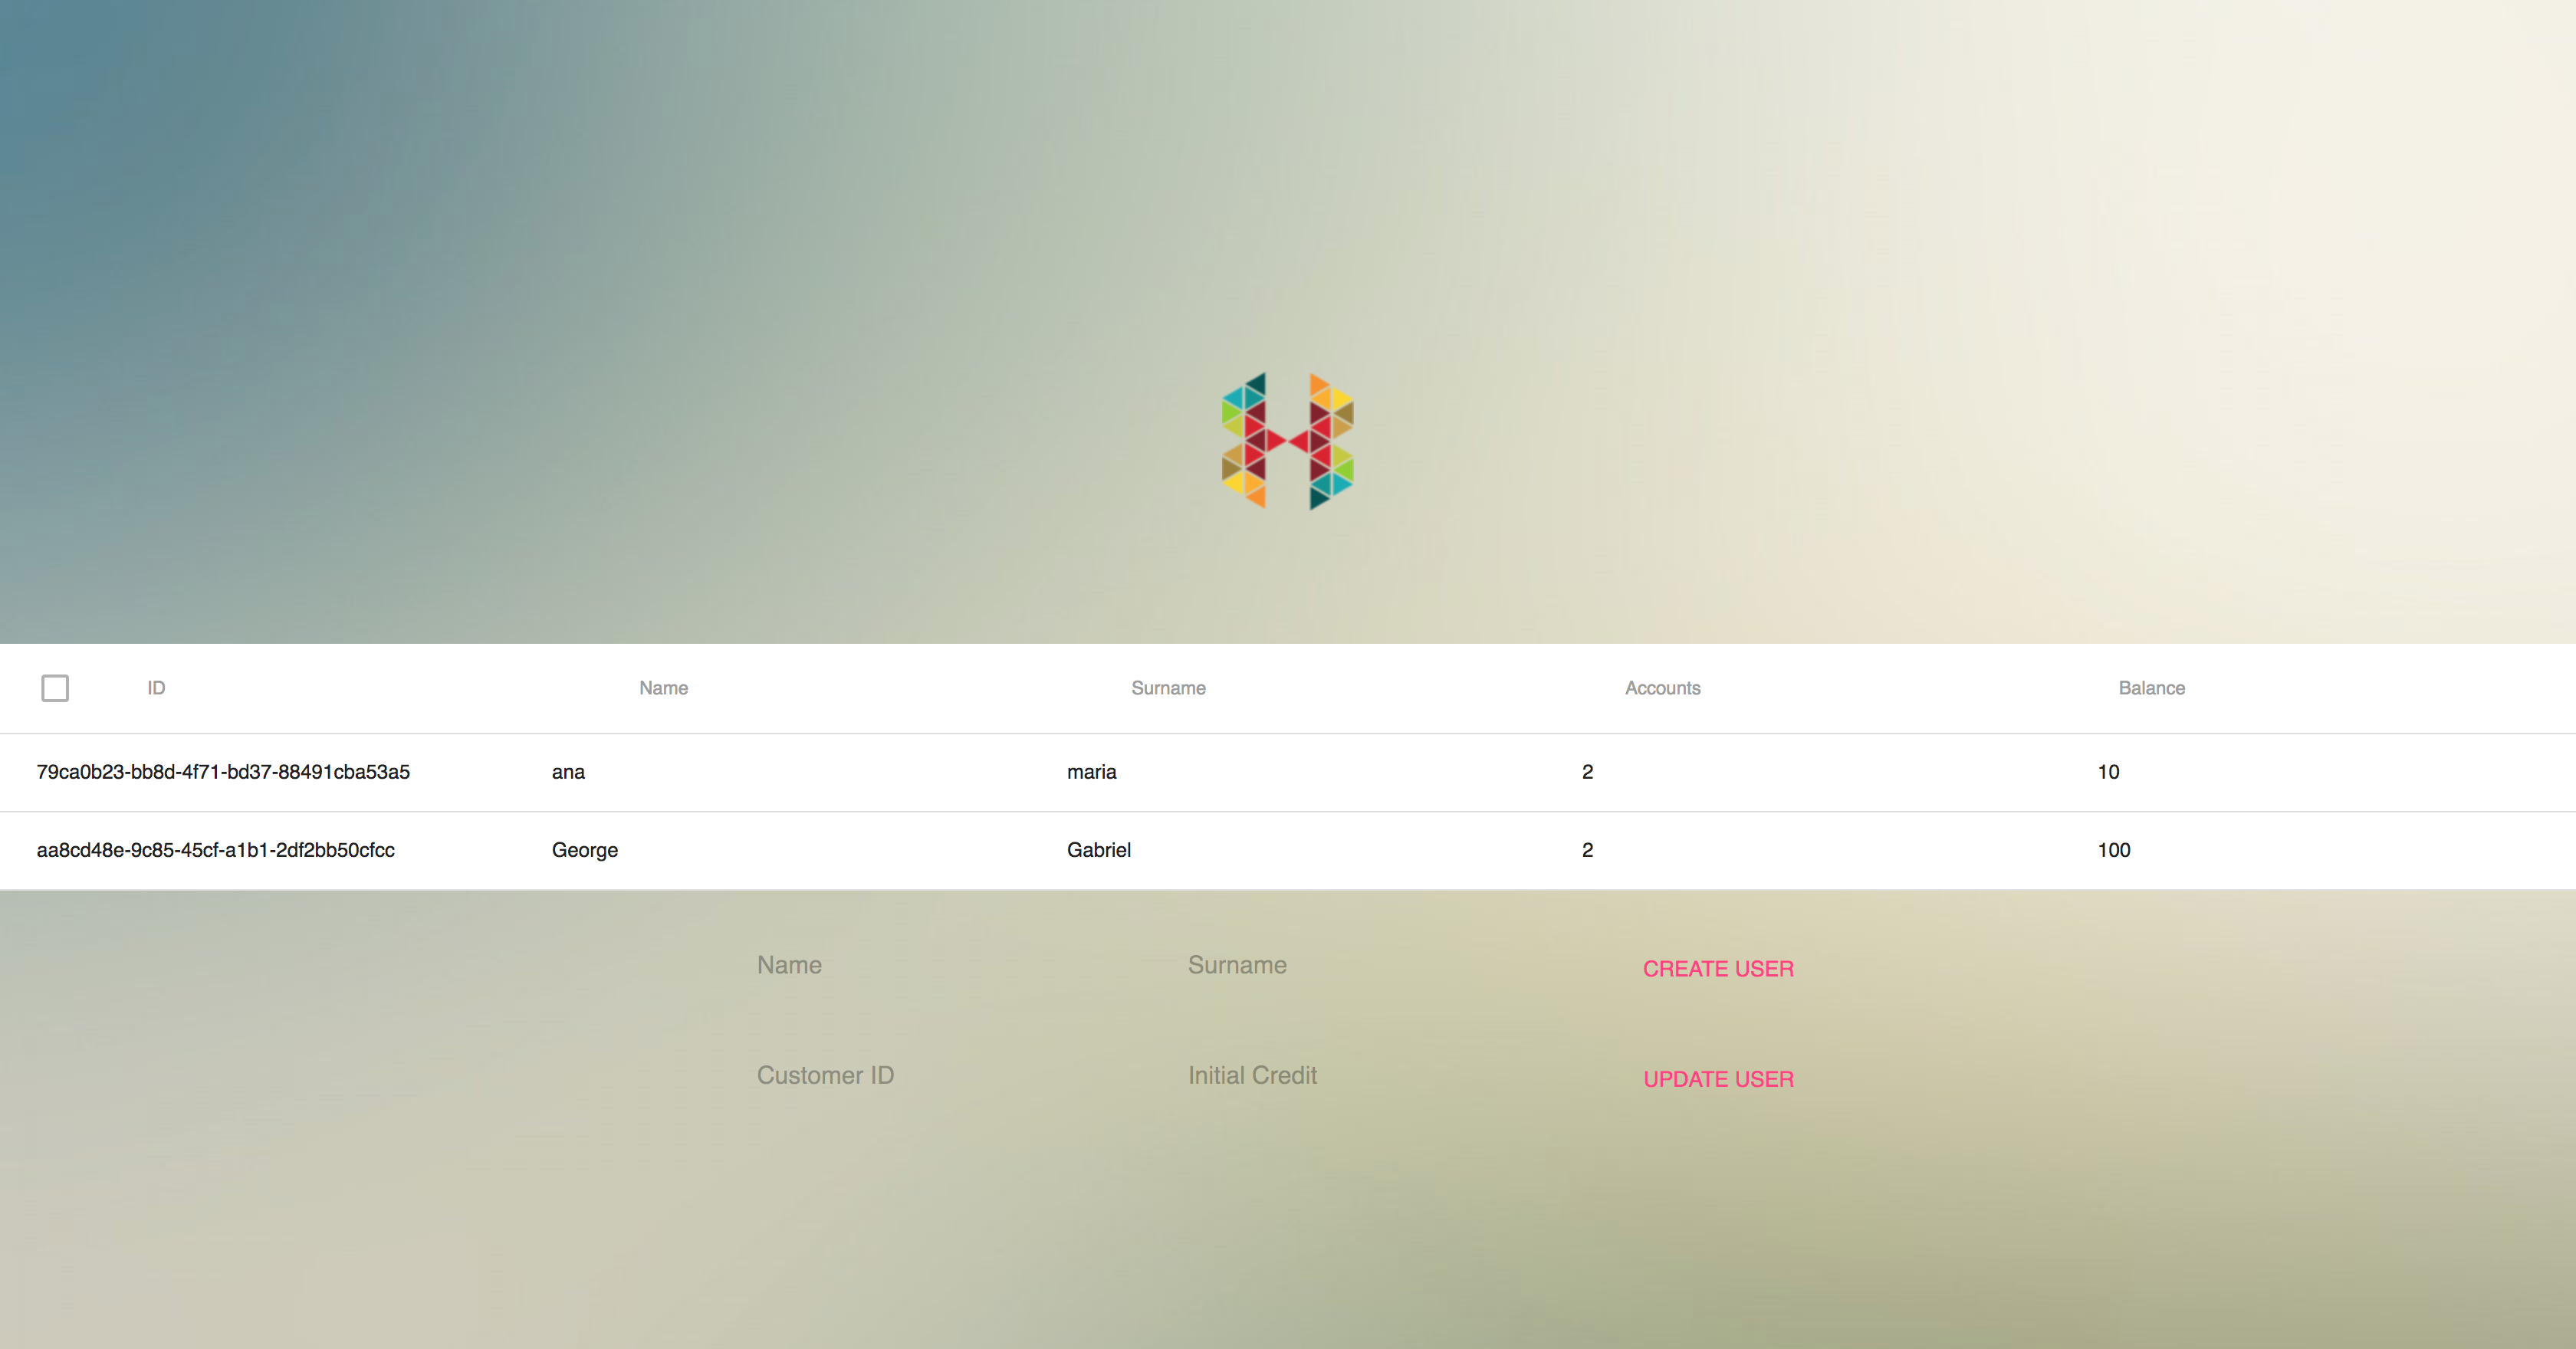 ID Name Surname Accounts Balance
79ca0b23-bb8d-4f71-bd37-88491cba53a5 ana maria 2 10
aa8cd48e-9c85-45cf-a1b1-2df2bb50cfcc George Gabriel 2 100
Name Surname CREATE USER
Customer ID Initial Credit UPDATE USER